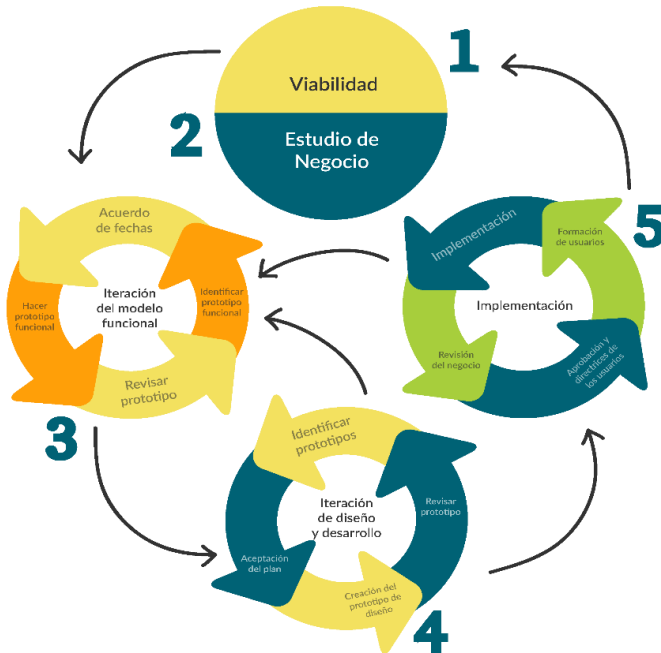 1
Viabilidad
2
Estudio de
Negocio
Acuerdo
de fechas
Hacer
prototipo
funcional
Iteración
del modelo
funcional
Identificar
prototipo
funcional
Revisar
prototipo
3
Implementación
Formación
de usuarios
5
Implementación
Revisión
del negocio
Aprobación y
directrices de
los usuarios
Identificar
prototipos
Iteración
de diseño
y desarrollo
Revisar
prototipo
Aceptación
del plan
Creación del
prototipo de
diseño
4